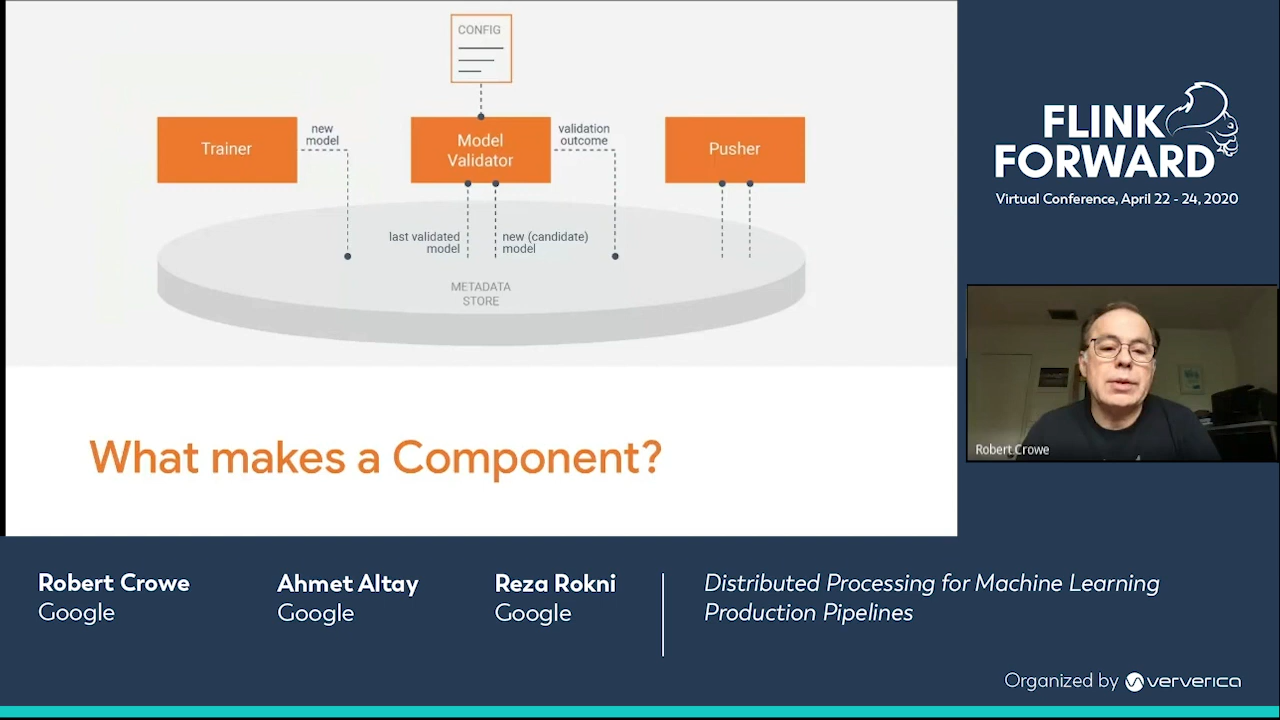 CONFIG
Trainer
new
model
Model
Validator
validation
outcome
Pusher
last validated
model
new (candidate)
model
METADATA
STORE
What makes a Component?
FLINK
FORWARD
Virtual Conference, April 22 - 24, 2020
Robert Crowe
Robert Crowe
Google
Ahmet Altay
Google
Reza Rokni
Google
Distributed Processing for Machine Learning
Production Pipelines
Organized by ververica